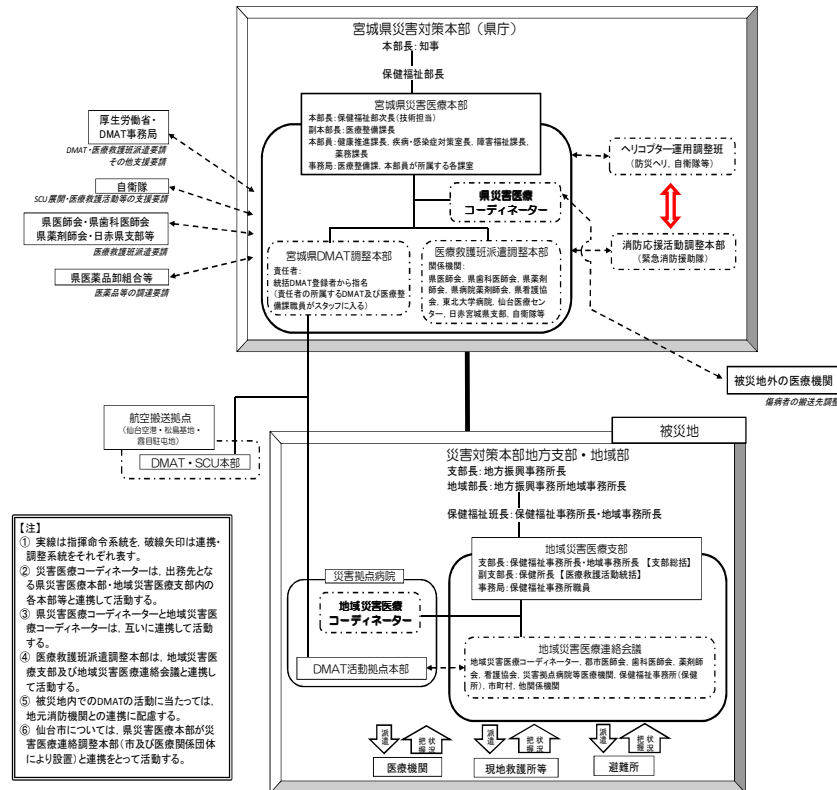 宮城県災害対策本部（県庁）
本部長：知事
保健福祉部長
宮城県災害医療本部
本部長：保健福祉部次長（技術担当）
副本部長：医療整備課長
本部員：健康推進課長，疾病・感染症対策室長，障害福祉課長，
薬務課長
事務局：医療整備課，本部員が所属する各課室
県災害医療
コーディネーター
宮城県DMAT調整本部
責任者：
統括DMAT登録者から指名
（責任者の所属するDMAT及び医療整
備課職員がスタッフに入る）
医療救護班派遣調整本部
関係機関：
県医師会，県歯科医師会，県薬剤
師会，県病院薬剤師会，県看護協
会，東北大学病院，仙台医療セン
ター，日赤宮城県支部，自衛隊等
厚生労働省・
DMAT事務局
DMAT・医療救護班派遣要請
その他支援要請
自衛隊
SCU展開・医療救護活動等の支援要請
県医師会・県歯科医師会
県薬剤師会・日赤県支部等
医療救護班派遣要請
県医薬品卸組合等
医薬品等の調達要請
ヘリコプター運用調整班
（防災ヘリ，自衛隊等）
消防応援活動調整本部
（緊急消防援助隊）
被災地外の医療機関
傷病者の搬送先調整
航空搬送拠点
（仙台空港・松島基地・
霞目駐屯地）
DMAT・SCU本部
被災地
災害対策本部地方支部・地域部
支部長：地方振興事務所長
地域部長：地方振興事務所地域事務所長
保健福祉班長：保健福祉事務所長・地域事務所長
地域災害医療支部
支部長：保健福祉事務所長・地域事務所長 【支部総括】
副支部長：保健所長 【医療救護活動統括】
事務局：保健福祉事務所職員
災害拠点病院
地域災害医療
コーディネーター
DMAT活動拠点本部
地域災害医療連絡会議
地域災害医療コーディネーター，郡市医師会，歯科医師会，薬剤師
会，看護協会，災害拠点病院等医療機関，保健福祉事務所（保健
所），市町村，他関係機関
派遣
状況把握
派遣
状況把握
派遣
状況把握
医療機関
現地救護所等
避難所
【注】
① 実線は指揮命令系統を，破線矢印は連携・
調整系統をそれぞれ表す。
② 災害医療コーディネーターは，出務先とな
る県災害医療本部・地域災害医療支部内の
各本部等と連携して活動する。
③ 県災害医療コーディネーターと地域災害医
療コーディネーターは，互いに連携して活動
する。
④ 医療救護班派遣調整本部は，地域災害医
療支部及び地域災害医療連絡会議と連携し
て活動する。
⑤ 被災地内でのDMATの活動に当たっては，
地元消防機関との連携に配慮する。
⑥ 仙台市については，県災害医療本部が災
害医療連絡調整本部（市及び医療関係団体
により設置）と連携をとって活動する。